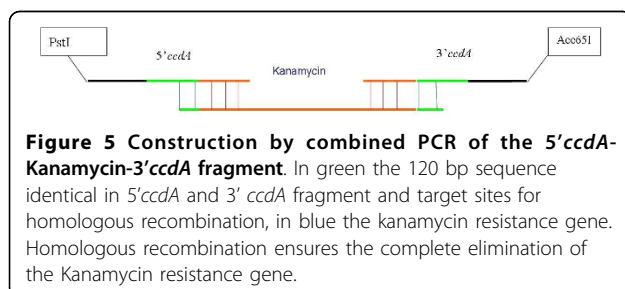 PstI
Acc65I
5'ccdA
3'ccdA
Kanamycin
Figure 5 Construction by combined PCR of the 5'ccdA-
Kanamycin-3'ccdA fragment. In green the 120 bp sequence
identical in 5'ccdA and 3' ccdA fragment and target sites for
homologous recombination, in blue the kanamycin resistance gene.
Homologous recombination ensures the complete elimination of
the Kanamycin resistance gene.